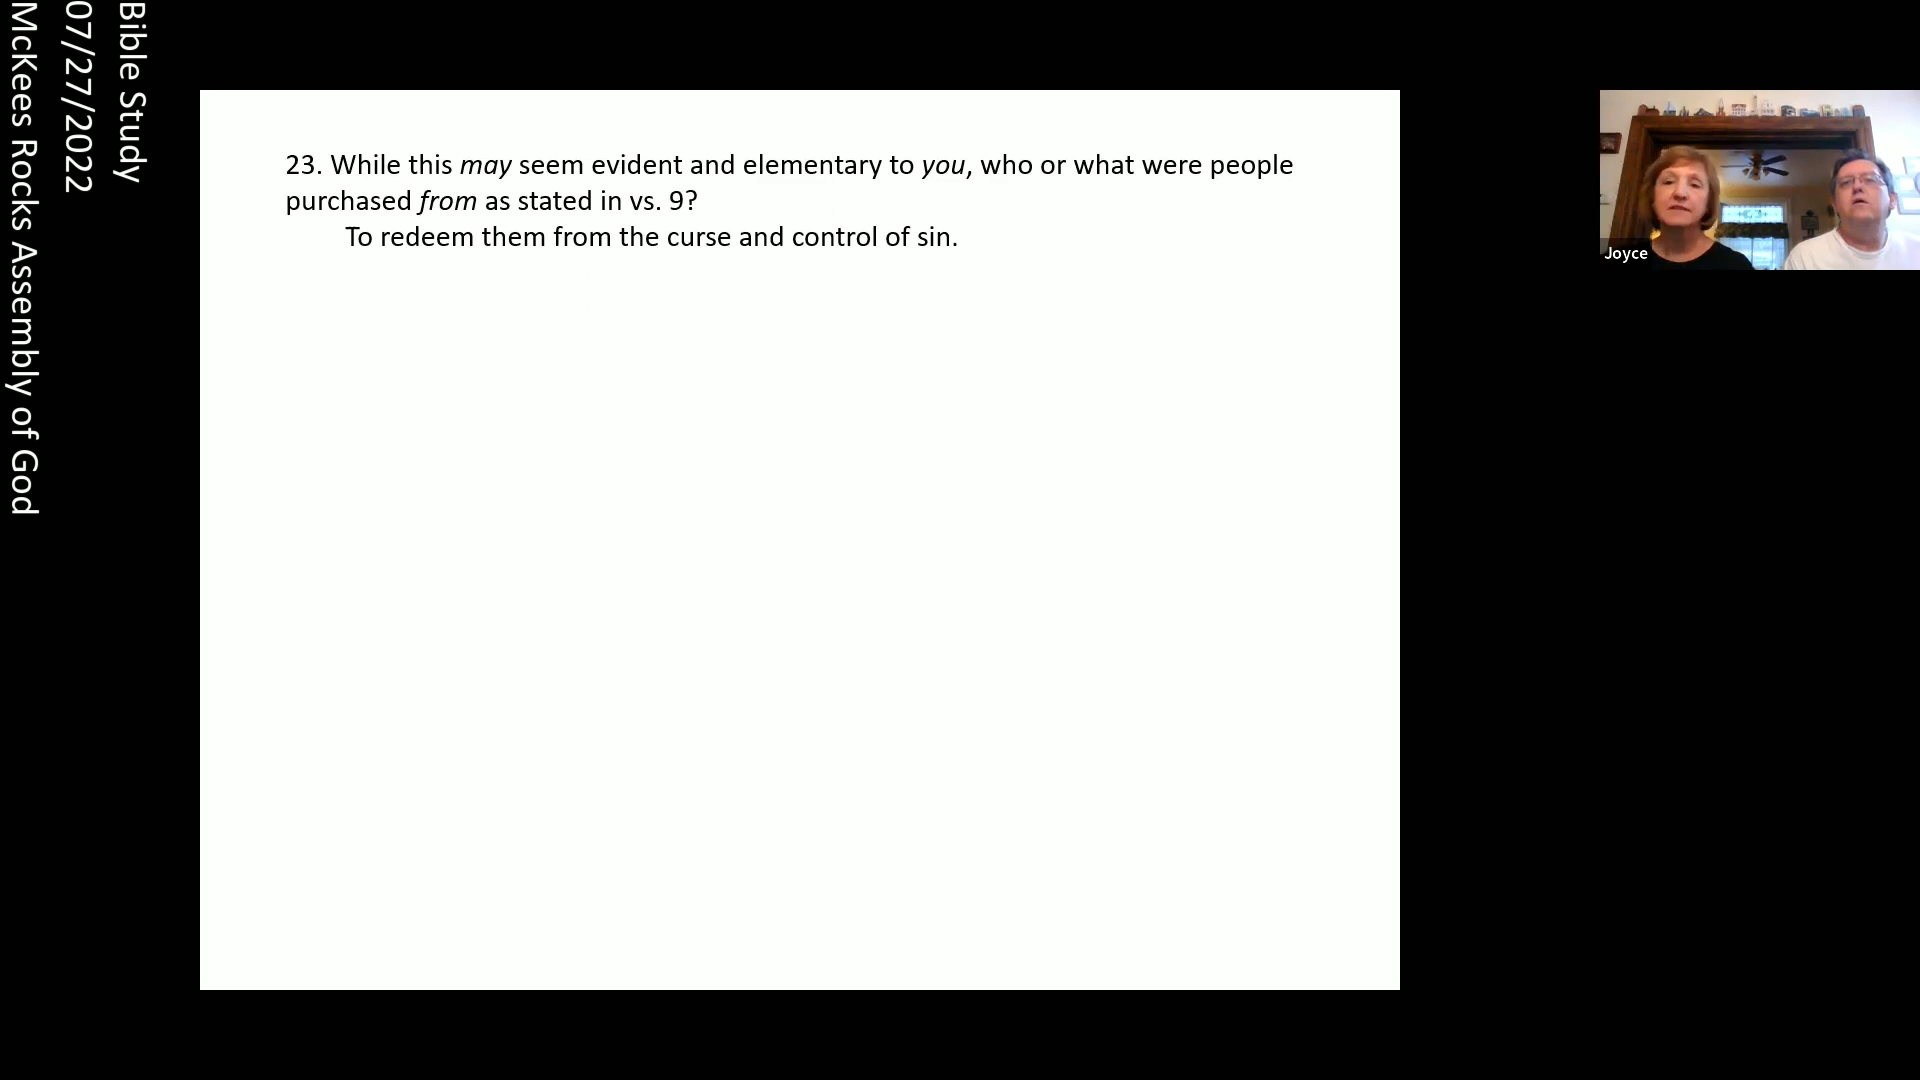 Bible Study
07/27/2022
McKees Rocks Assembly of God
23. While this may seem evident and elementary to you, who or what were people
purchased from as stated in vs. 9?
To redeem them from the curse and control of sin.
Joyce